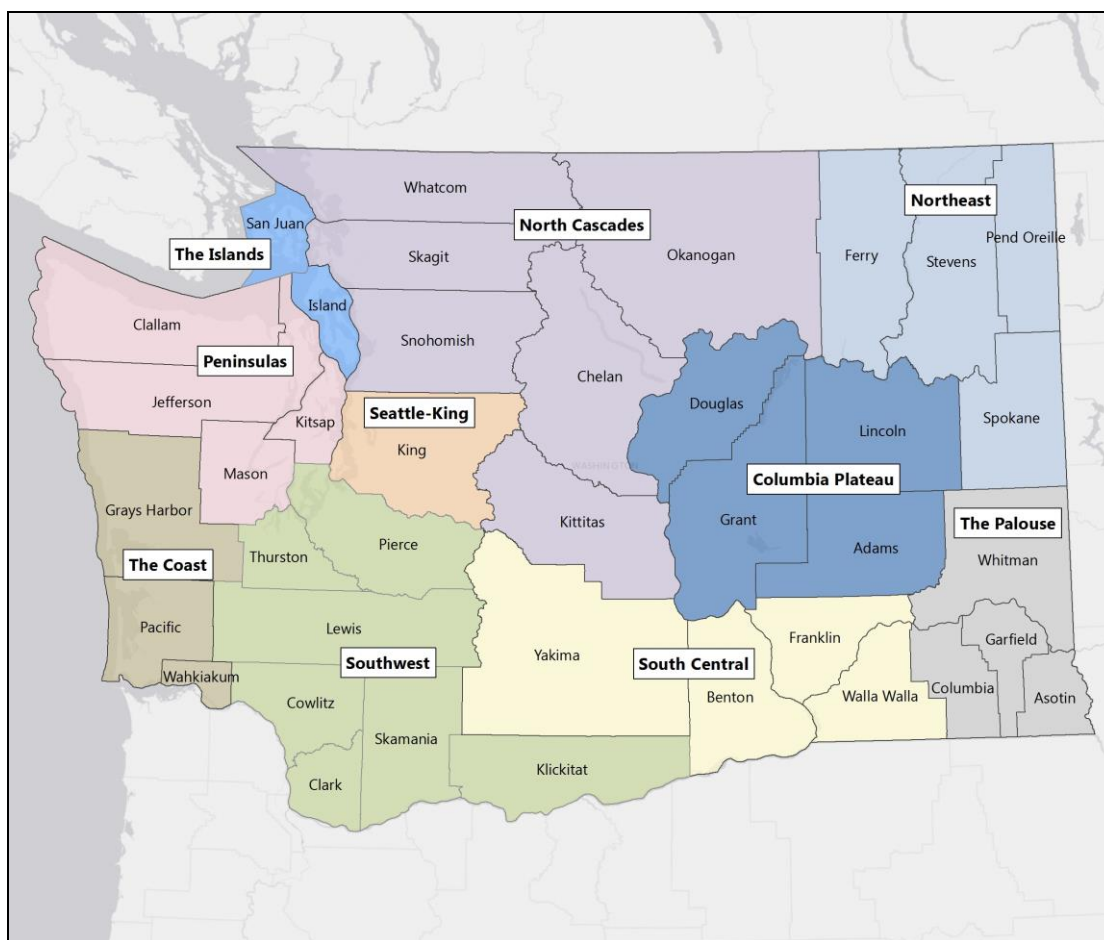 Whatcom
San Juan
North Cascades
Northeast
Pend Oreille
The Islands
Skagit
Okanogan
Ferry
Stevens
Island
Clallam
Snohomish
Peninsulas
Chelan
Jefferson
Kitsap
Seattle-King
King
Douglas
Lincoln
Spokane
Mason
WASHINGTON
Columbia Plateau
Grays Harbor
Kittitas
Grant
The Palouse
Pierce
Adams
Thurston
Whitman
The Coast
Pacific
Lewis
Franklin
Garfield
Southwest
Yakima
South Central
Wahkiakum
Benton
Walla Walla
Columbia
Asotin
Cowlitz
Skamania
Klickitat
Clark